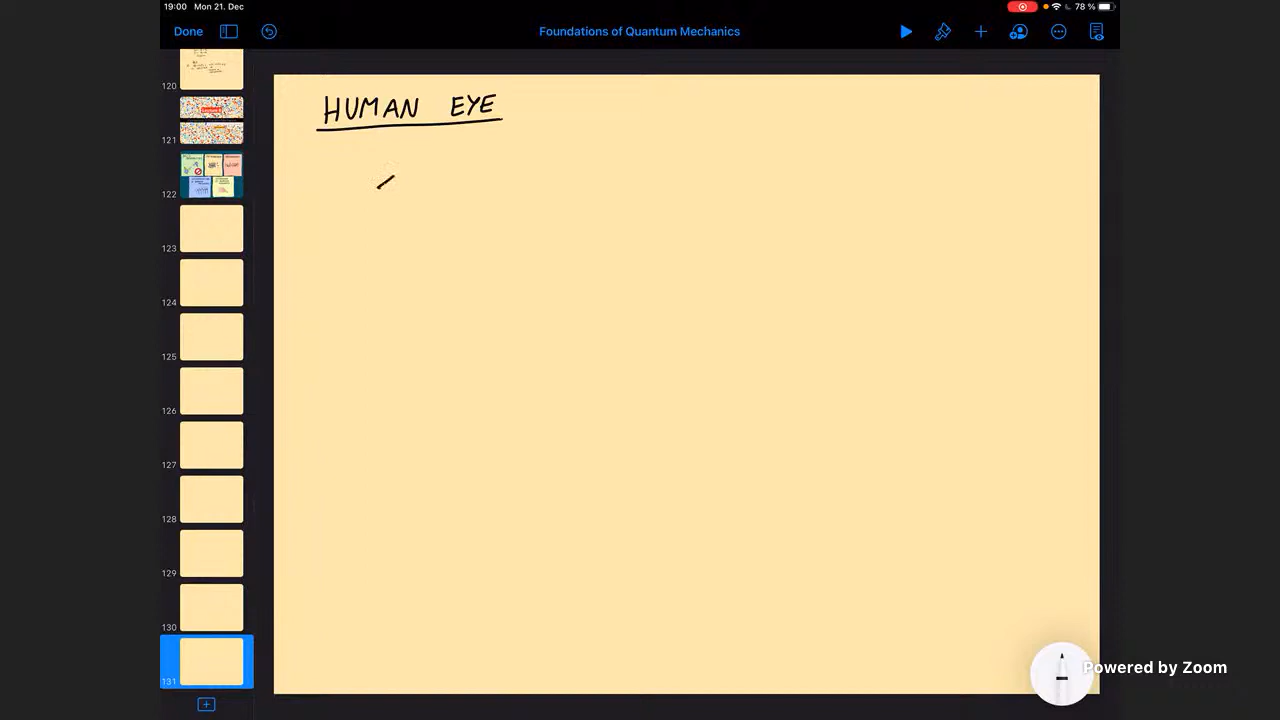 19:00 Mon 21. Dec
78 %
Done
Foundations of Quantum Mechanics
HUMAN EYE
120
121
122
123
124
125
126
127
128
129
130
131
Powered by Zoom